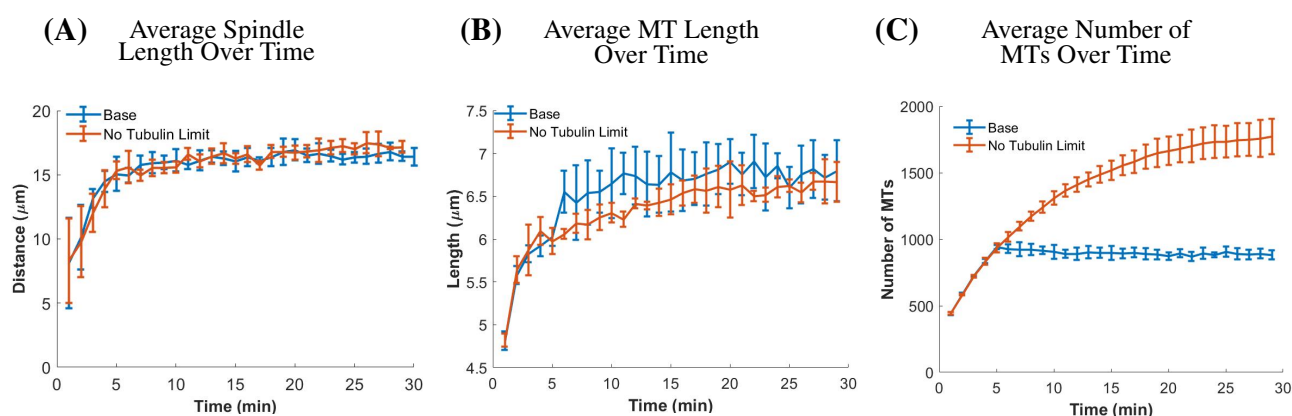 (A) Average Spindle
Length Over Time
20
Base
No Tubulin Limit
15
10
5
0
Distance (μm)
0 5 10 15 20 25 30
Time (min)
(B) Average MT Length
Over Time
7.5
Base
No Tubulin Limit
7
6.5
6
5.5
5
4.5
Length (μm)
0 5 10 15 20 25 30
Time (min)
(C) Average Number of
MTs Over Time
2000
Base
No Tubulin Limit
1500
1000
500
0
Number of MTs
0 5 10 15 20 25 30
Time (min)